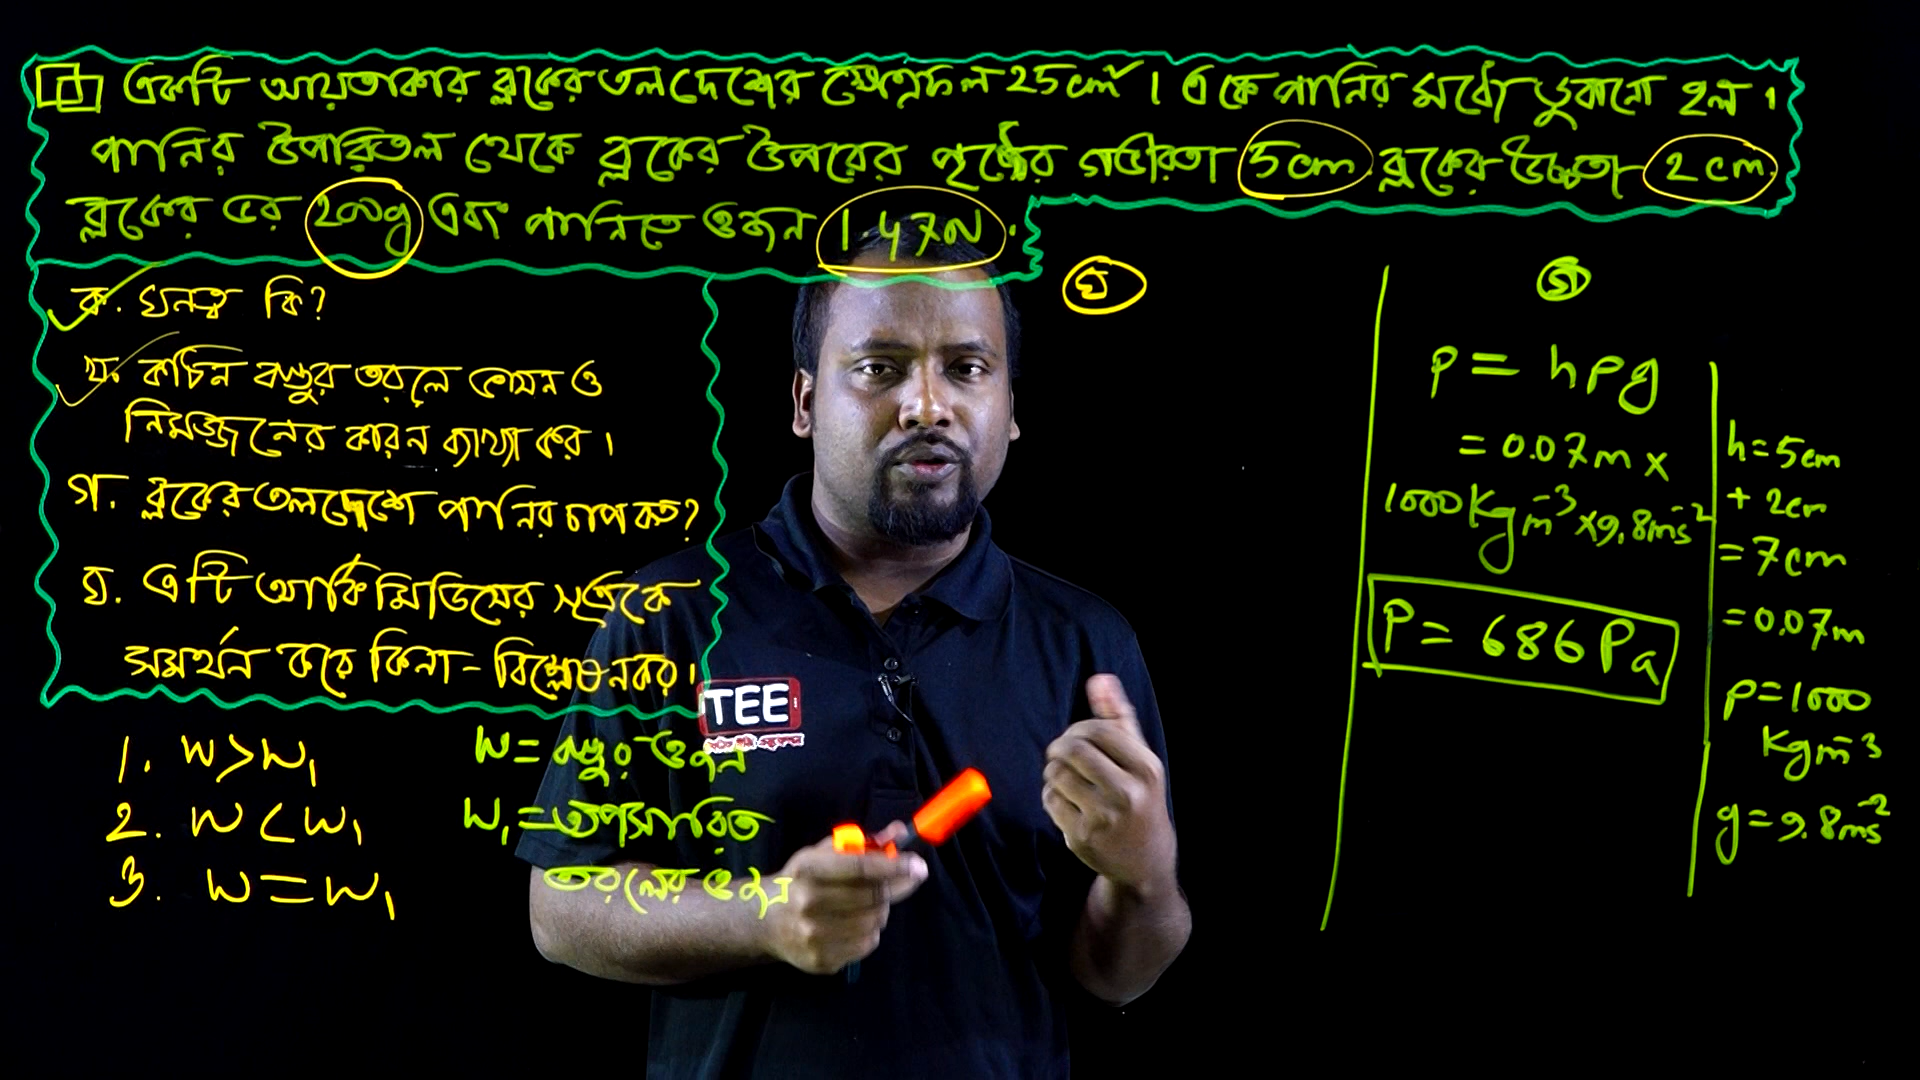 একটি আয়তাকার ব্লকের তলদেশের ক্ষেত্রফল 25cm²। একে পানির মধ্যে ডুবানো হল।
পানির উপরিতল থেকে ব্লকের উপরের পৃষ্ঠের গভীরতা 5cm. ব্লকের উচ্চতা 2cm.
ব্লকের ভর 200g এবং পানিতে ওজন 1.47N.
ক. ঘনত্ব কি?
খ. কঠিন বস্তুর তরলে ভাসন ও
নিমজ্জনের কারন ব্যাখ্যা কর।
গ. ব্লকের তলদেশে পানির চাপ কত?
ঘ. এটি আর্কিমিডিসের সূত্রকে
সমর্থন করে কিনা - বিশ্লেষন কর।
1. W>W₁
2. W<W₁
3. W=W₁
W = বস্তুর ওজন
W₁ = অপসারিত
তরলের ওজন
TEE
ঘ
গ
P = hρg
= 0.07m ×
1000Kgm⁻³ × 9.8ms⁻²
P = 686Pa
h = 5cm
+ 2cm
= 7cm
= 0.07m
ρ = 1000
Kgm⁻³
g = 9.8ms⁻²